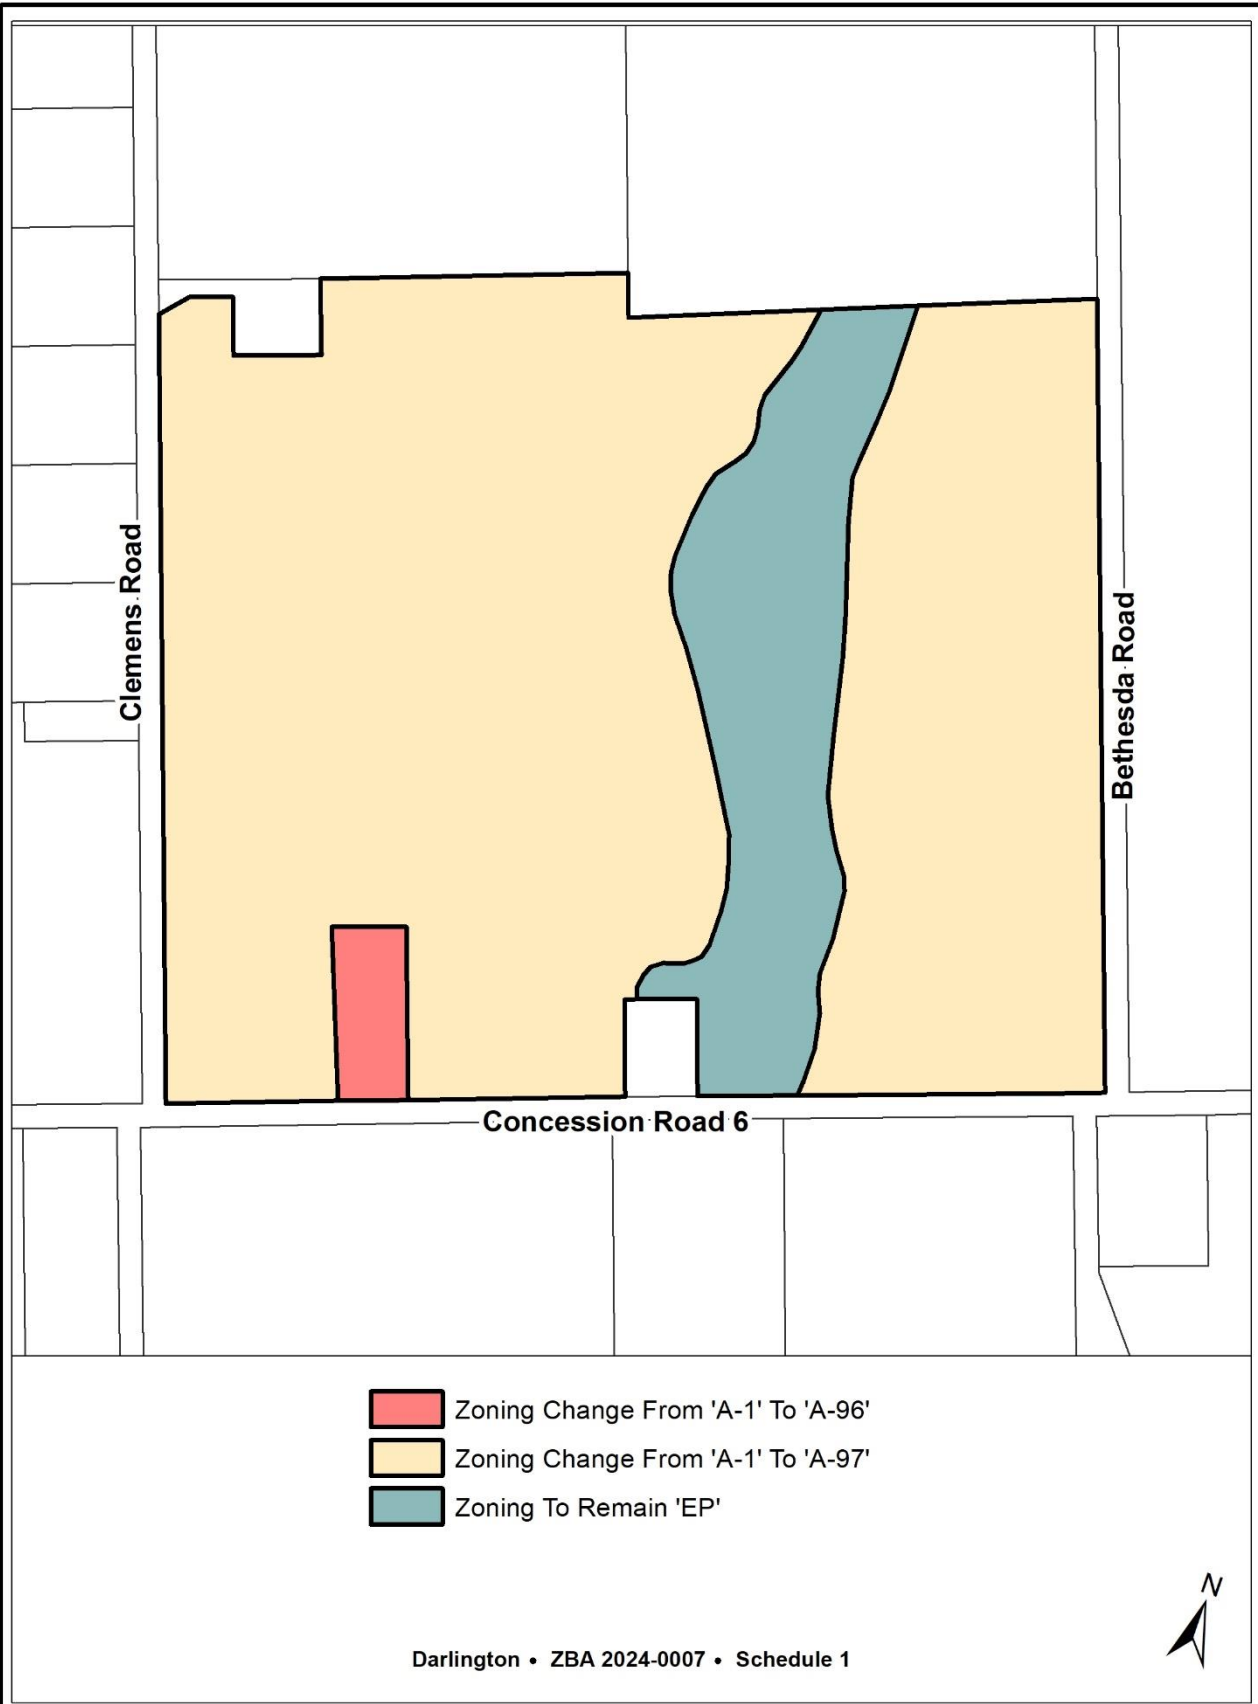 Clemens Road
Bethesda Road
Concession Road 6
Zoning Change From 'A-1' To 'A-96'
Zoning Change From 'A-1' To 'A-97'
Zoning To Remain 'EP'
N
Darlington • ZBA 2024-0007 • Schedule 1